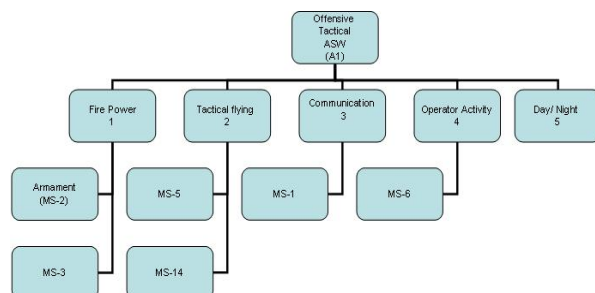 Offensive
Tactical
ASW
(A1)
Fire Power
1
Tactical flying
2
Communication
3
Operator Activity
4
Day/ Night
5
Armament
(MS-2)
MS-5
MS-1
MS-6
MS-3
MS-14